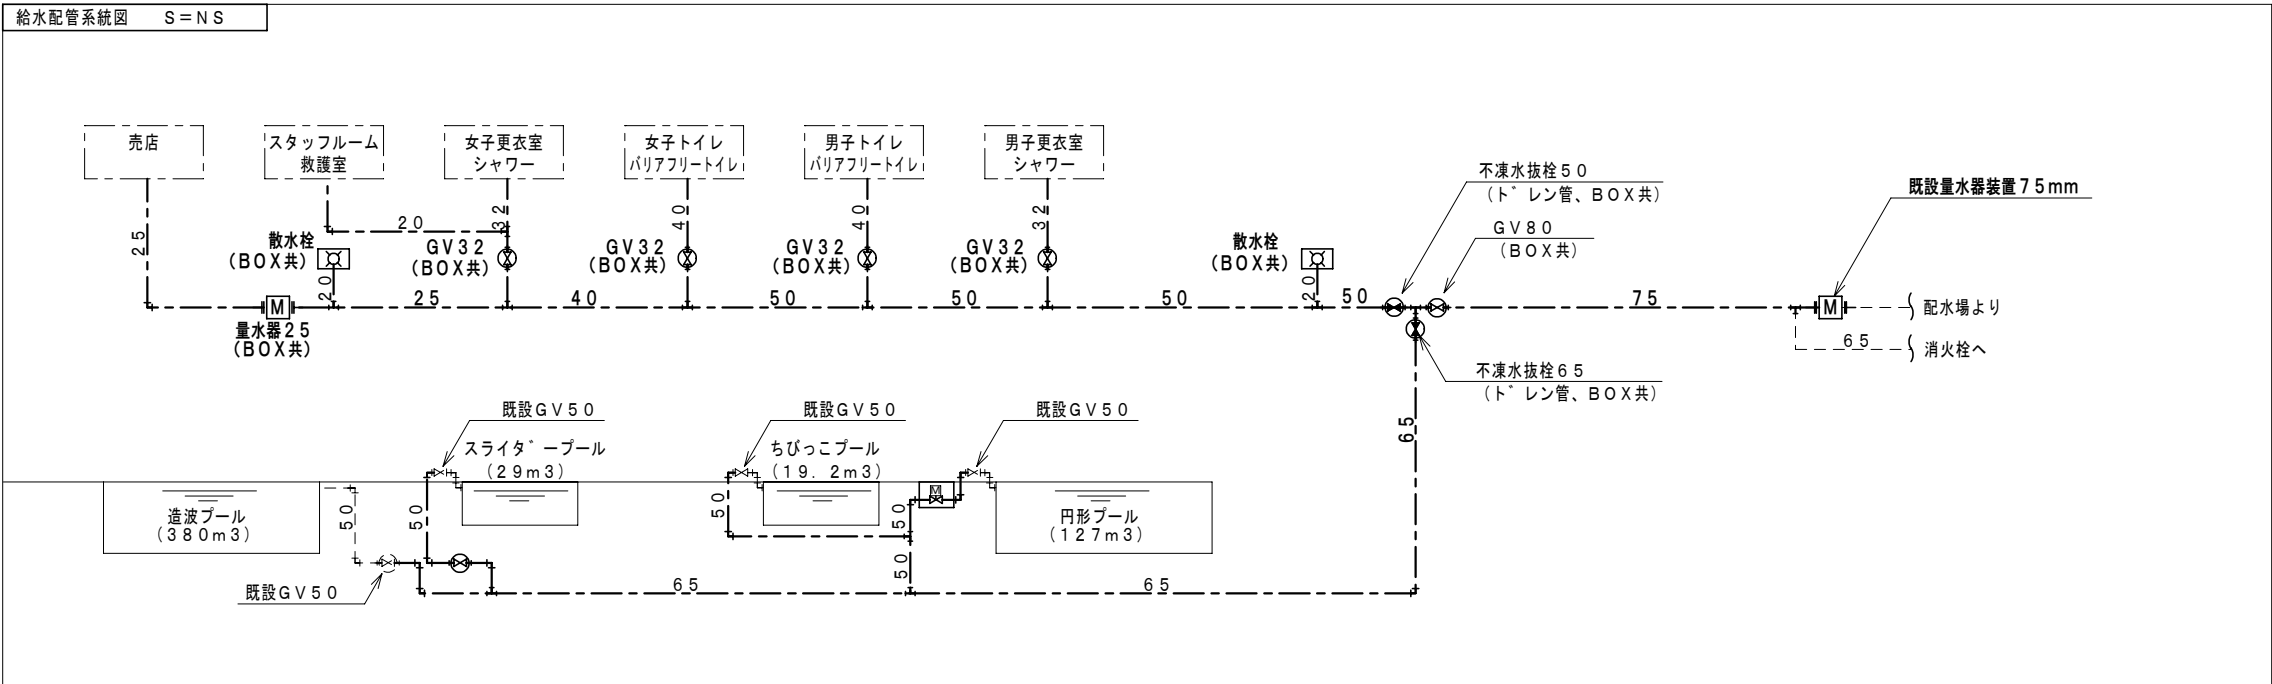 給水配管系統図　Ｓ＝ＮＳ
売店
スタッフルーム
救護室
女子更衣室
シャワー
女子トイレ
バリアフリートイレ
男子トイレ
バリアフリートイレ
男子更衣室
シャワー
不凍水抜栓５０
（ト゛レン管、ＢＯＸ共）
ＧＶ８０
（ＢＯＸ共）
既設量水器装置７５mm
２５
２０
３２
４０
４０
３２
散水栓
（ＢＯＸ共）
ＧＶ３２
（ＢＯＸ共）
ＧＶ３２
（ＢＯＸ共）
ＧＶ３２
（ＢＯＸ共）
ＧＶ３２
（ＢＯＸ共）
散水栓
（ＢＯＸ共）
２０
２０
Ｍ
２５
４０
５０
５０
５０
５０
７５
Ｍ
配水場より
量水器２５
（ＢＯＸ共）
６５
消火栓へ
不凍水抜栓６５
（ト゛レン管、ＢＯＸ共）
６５
既設ＧＶ５０
既設ＧＶ５０
既設ＧＶ５０
スライタ゛ープール
（２９ｍ３）
ちびっこプール
（１９．２ｍ３）
Ｍ
造波プール
（３８０ｍ３）
５０
５０
５０
５０
円形プール
（１２７ｍ３）
５０
既設ＧＶ５０
６５
６５